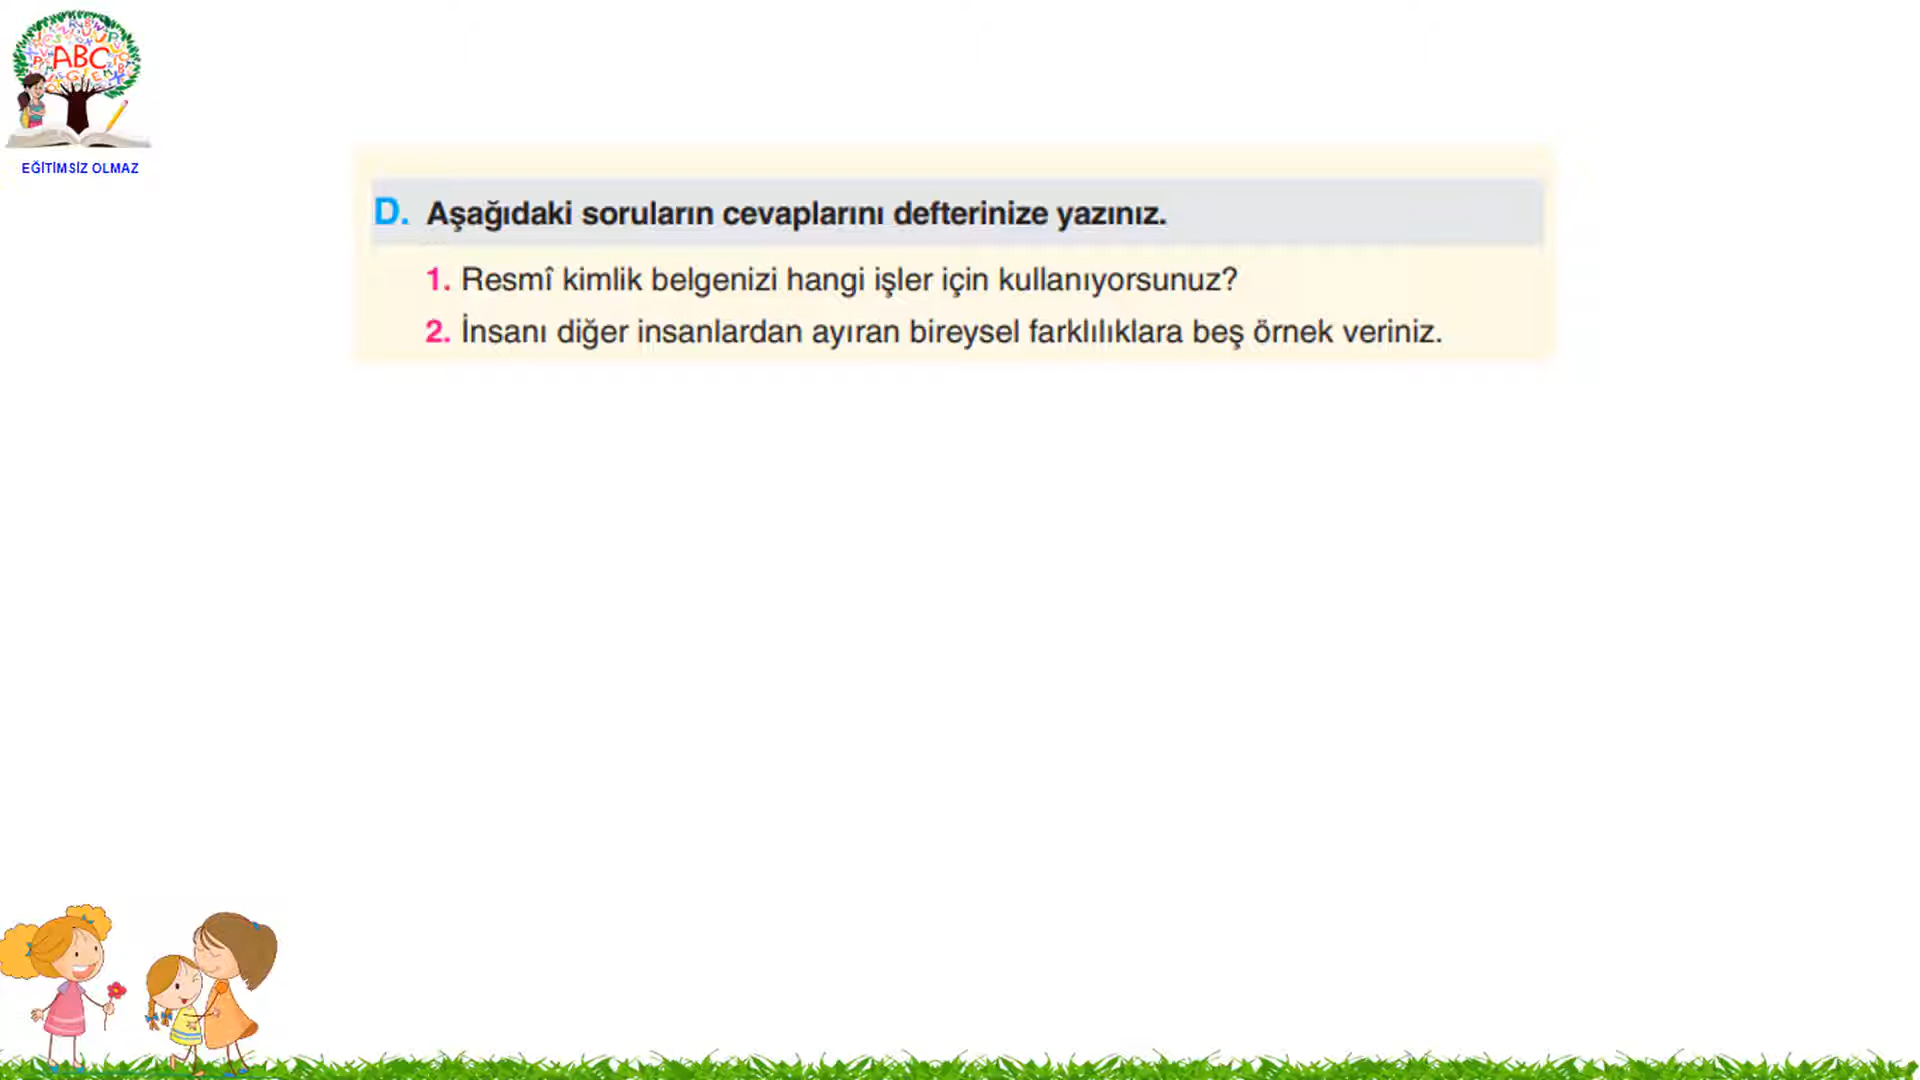 ABC
EĞİTİMSİZ OLMAZ
D. Aşağıdaki soruların cevaplarını defterinize yazınız.
1. Resmî kimlik belgenizi hangi işler için kullanıyorsunuz?
2. İnsanı diğer insanlardan ayıran bireysel farklılıklara beş örnek veriniz.